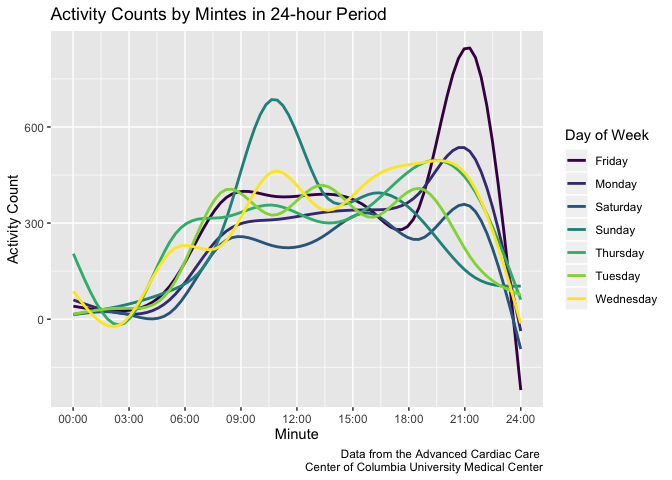 Activity Counts by Mintes in 24-hour Period
Activity Count
600
300
0
00:00 03:00 06:00 09:00 12:00 15:00 18:00 21:00 24:00
Minute
Day of Week
Friday
Monday
Saturday
Sunday
Thursday
Tuesday
Wednesday
Data from the Advanced Cardiac Care
Center of Columbia University Medical Center